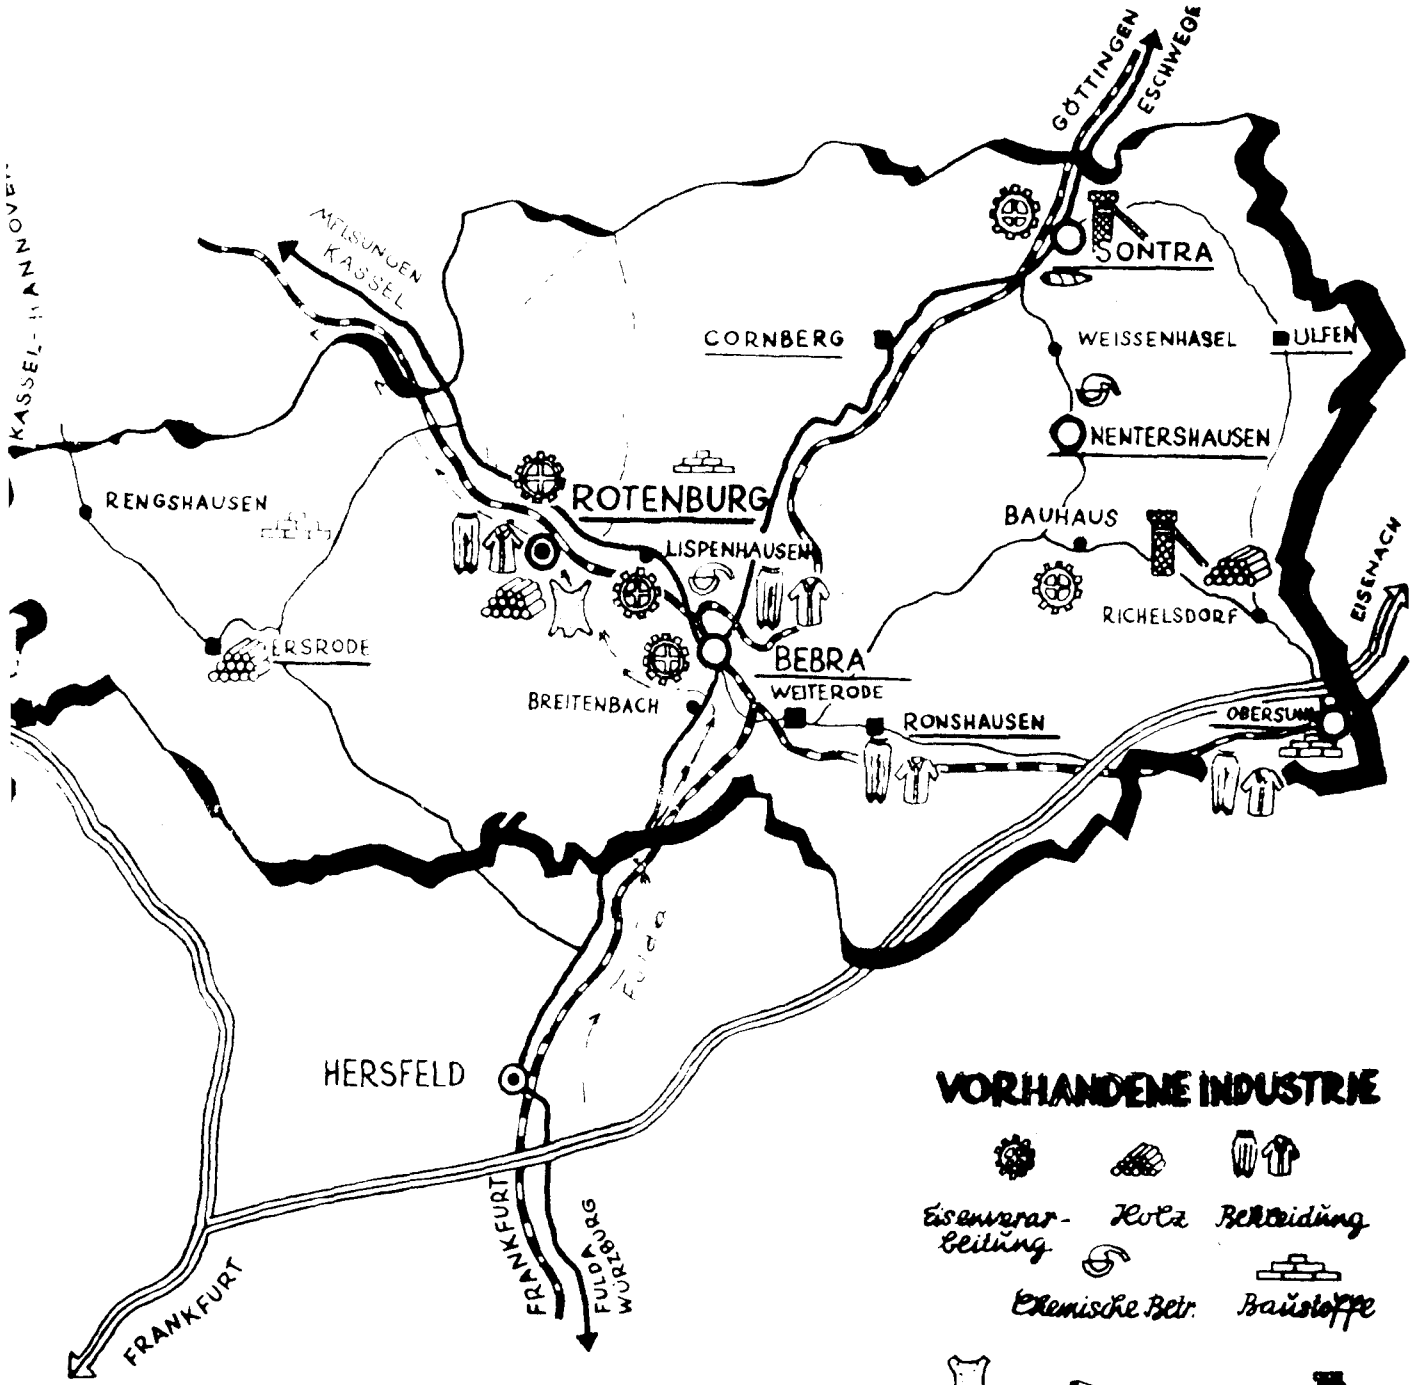 GÖTTINGEN
ESCHWEGE
KASSEL-HANNOVER
MELSUNGEN
KASSEL
SONTRA
CORNBERG
WEISSENHASEL
ULFEN
NENTERSHAUSEN
RENGSHAUSEN
ROTENBURG
BAUHAUS
LISPENHAUSEN
EISENACH
RICHELSDORF
ERSRODE
BEBRA
WEITERODE
BREITENBACH
RONSHAUSEN
OBERSUHL
Fulda
HERSFELD
FRANKFURT
FULDA
WÜRZBURG
FRANKFURT
VORHANDENE INDUSTRIE
Eisenverar-
beitung
Holz
Bekleidung
Chemische Betr.
Baustoffe